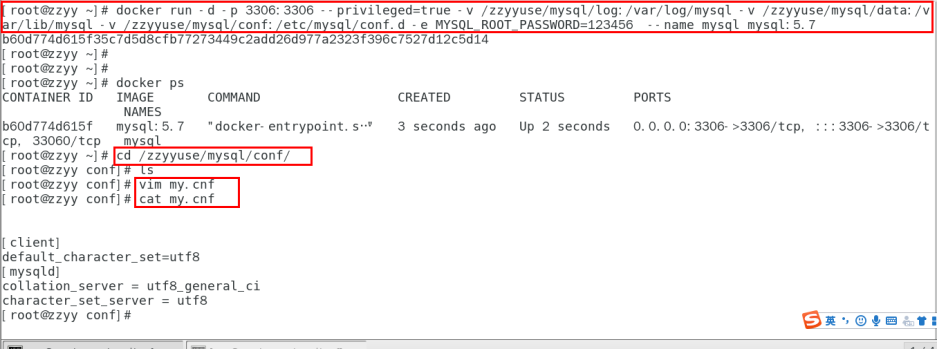 [root@zzyy ~]# docker run -d -p 3306:3306 --privileged=true -v /zzyyuse/mysql/log:/var/log/mysql -v /zzyyuse/mysql/data:/v
ar/lib/mysql -v /zzyyuse/mysql/conf:/etc/mysql/conf.d -e MYSQL_ROOT_PASSWORD=123456  --name mysql mysql:5.7
b60d774d615f35c7d5d8cfb77273449c2add26d977a2323f396c7527d12c5d14
[root@zzyy ~]#
[root@zzyy ~]#
[root@zzyy ~]# docker ps
CONTAINER ID   IMAGE       COMMAND                  CREATED         STATUS         PORTS
NAMES
b60d774d615f   mysql:5.7   "docker-entrypoint.s…"   3 seconds ago   Up 2 seconds   0.0.0.0:3306->3306/tcp, :::3306->3306/t
cp, 33060/tcp   mysql
[root@zzyy ~]# cd /zzyyuse/mysql/conf/
[root@zzyy conf]# ls
[root@zzyy conf]# vim my.cnf
[root@zzyy conf]# cat my.cnf
[client]
default_character_set=utf8
[mysqld]
collation_server = utf8_general_ci
character_set_server = utf8
[root@zzyy conf]#
英